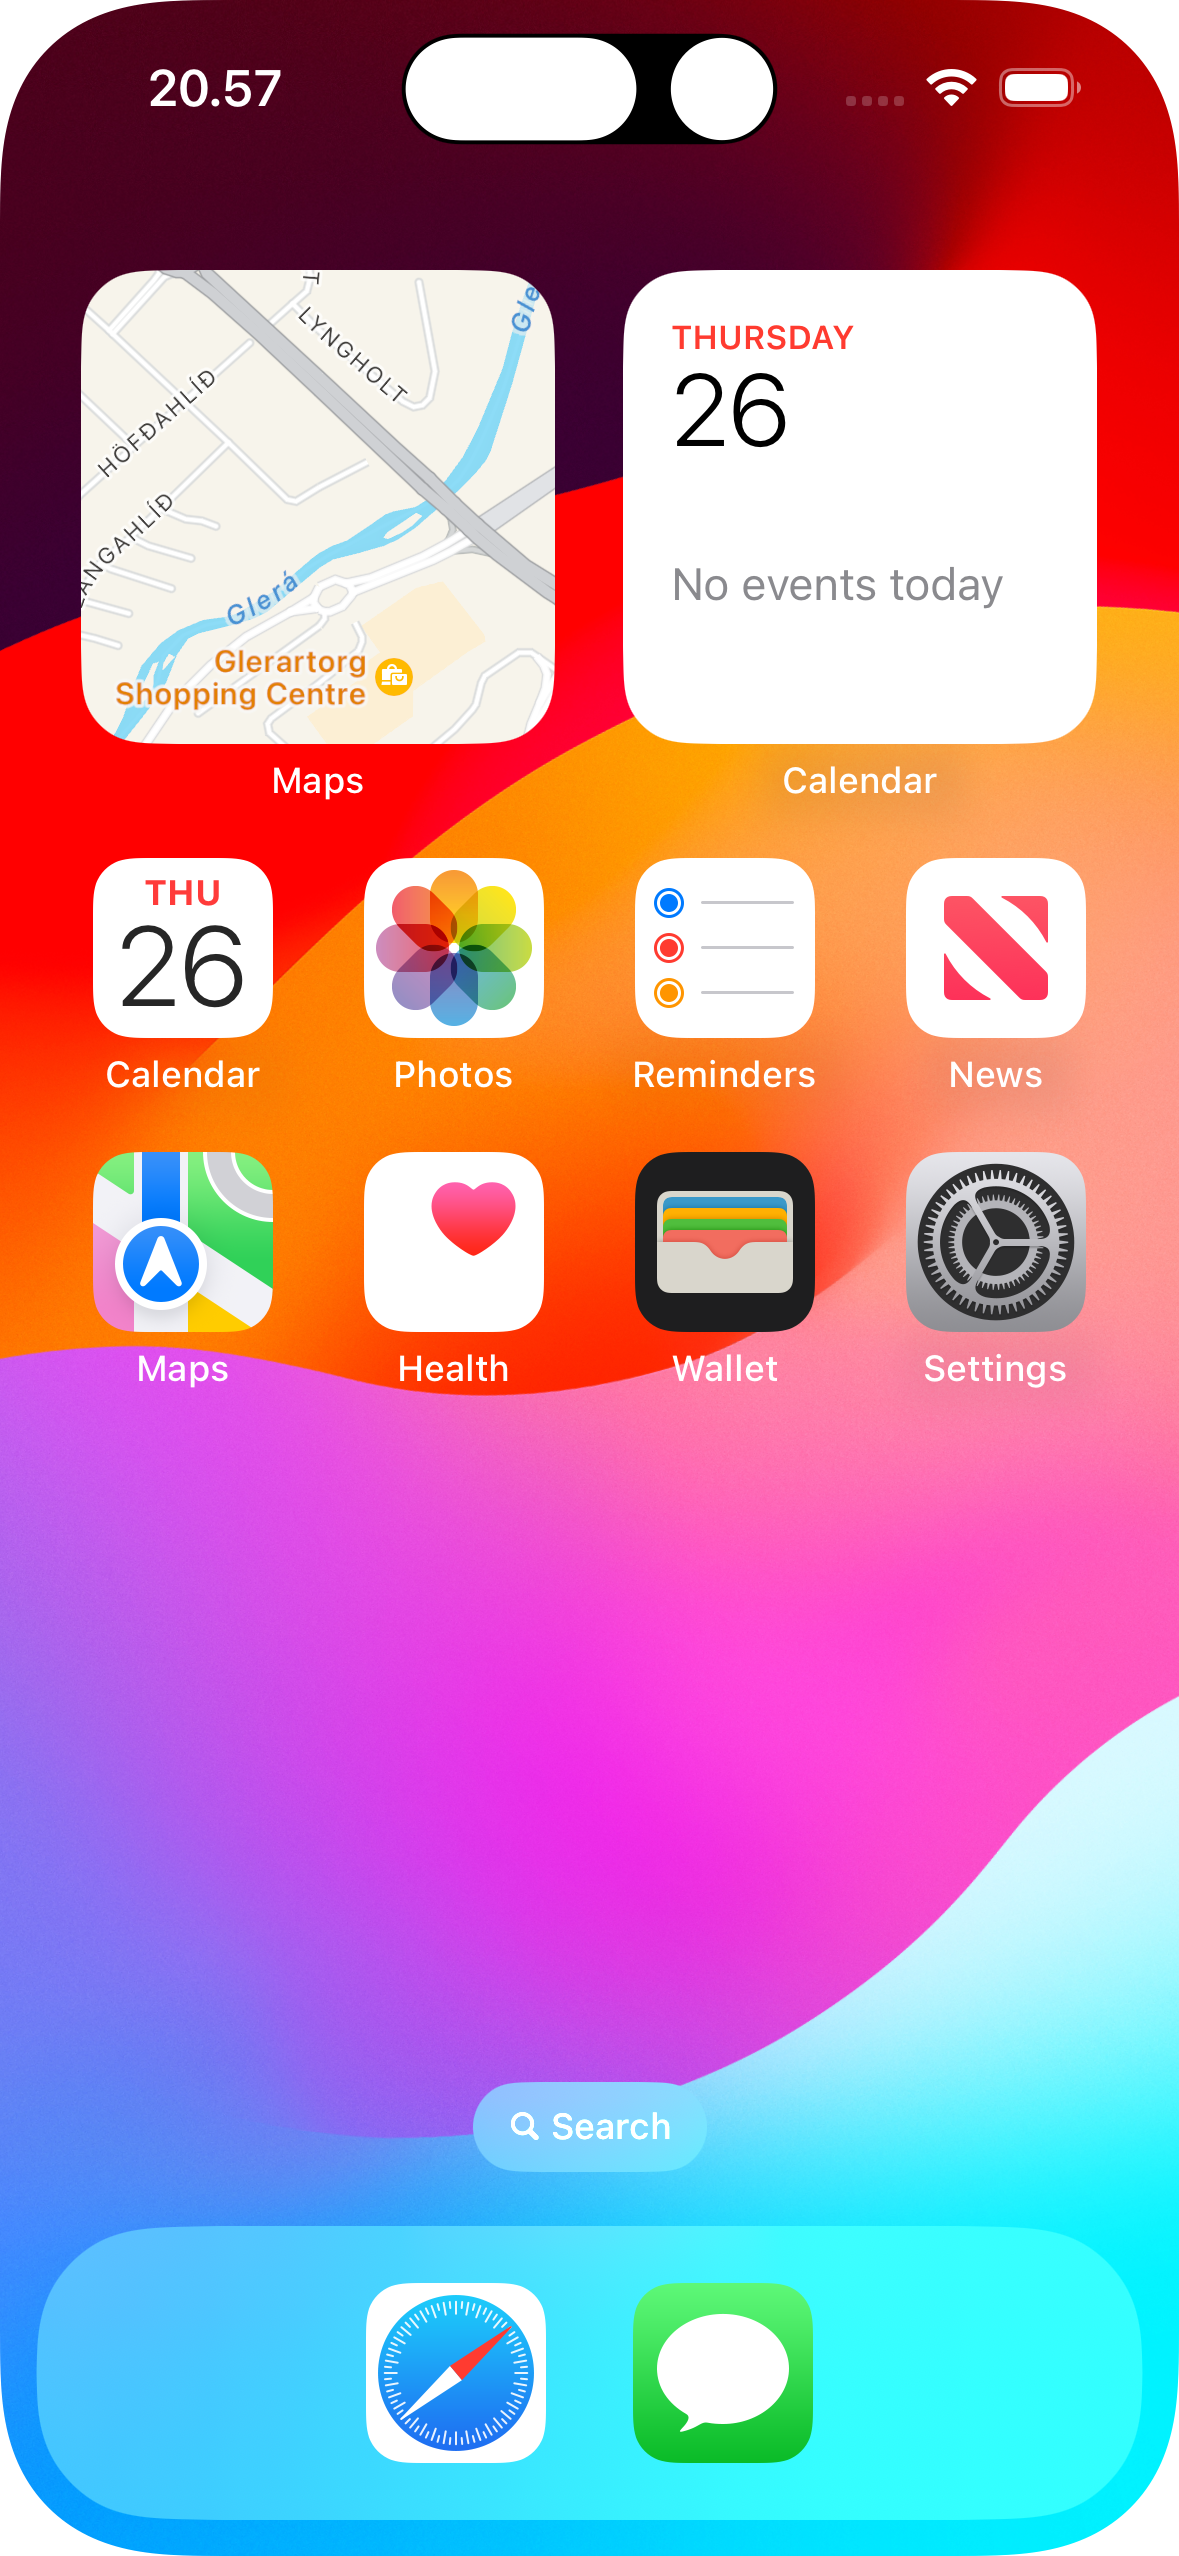 20.57
LYNGHOLT
Gle
HÖFÐAHLÍÐ
ANGAHLÍÐ
Glerá
Glerartorg
Shopping Centre
THURSDAY
26
No events today
Maps
Calendar
THU
26
Calendar
Photos
Reminders
News
Maps
Health
Wallet
Settings
Search